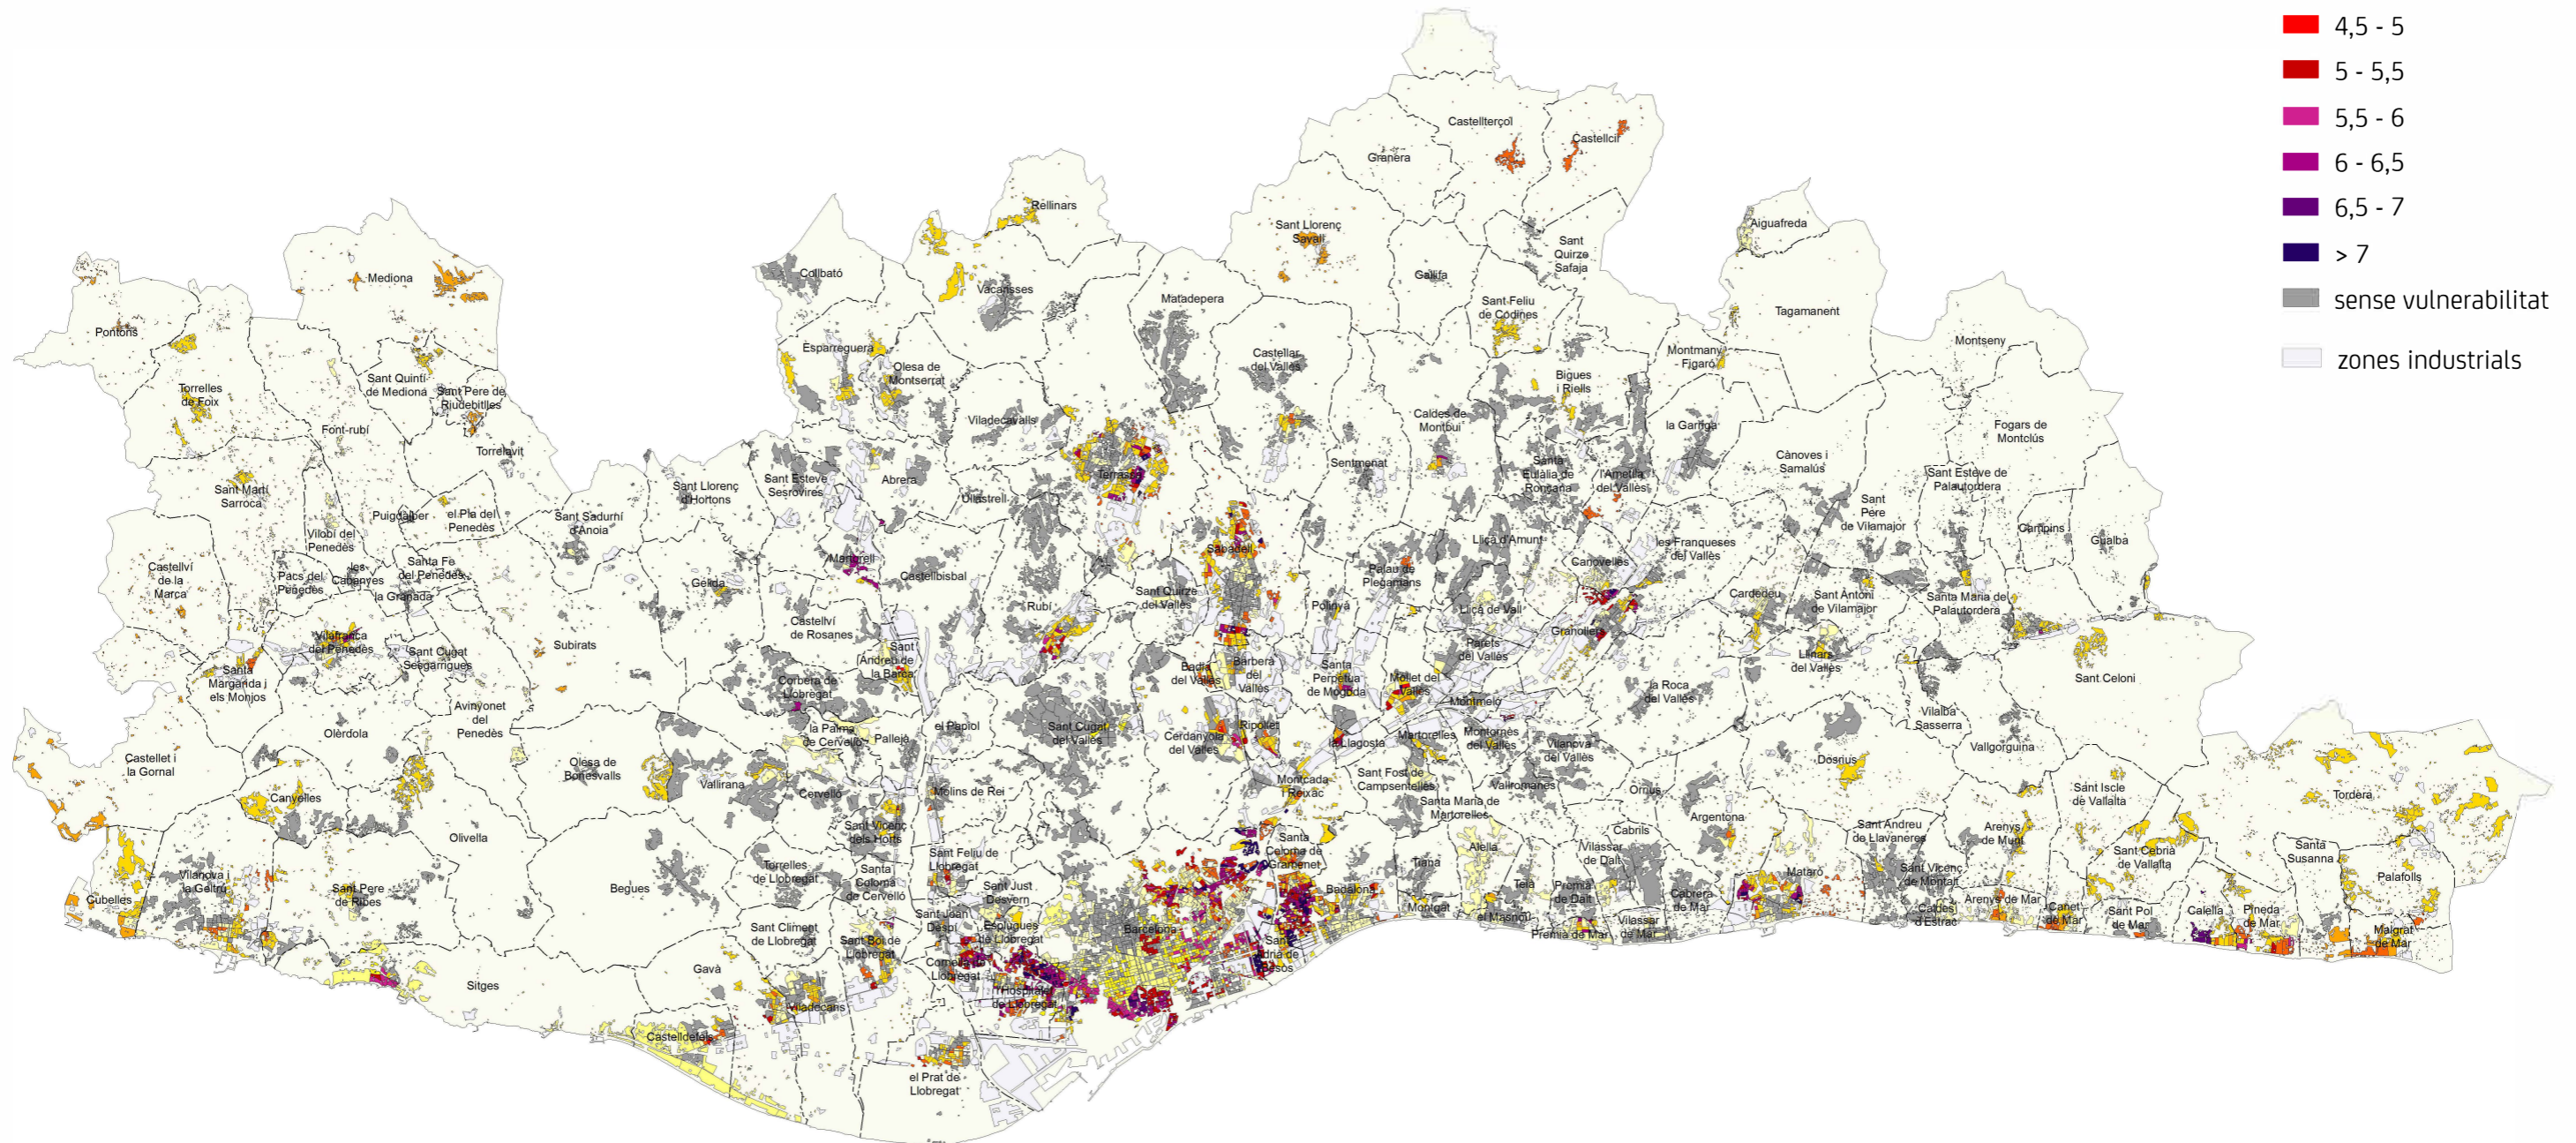 4,5 - 5
5 - 5,5
5,5 - 6
6 - 6,5
6,5 - 7
> 7
sense vulnerabilitat
zones industrials
Castellterçol
Castellcir
Granera
Rellinars
Sant Llorenç
Savall
Aiguafreda
Sant
Quirze
Safaja
Collbató
Mediona
Gallifa
Vacarisses
Matadepera
Sant Feliu
de Codines
Tagamanent
Pontons
Montseny
Esparreguera
Castellar
del Vallès
Montmany
Figaró
Olesa de
Montserrat
Sant Quintí
de Mediona
Bigues
i Riells
Torrelles
de Foix
Sant Pere de
Riudebitlles
Caldes de
Montbui
Viladecavalls
la Garriga
Fogars de
Montclús
Font-rubí
Torrelavit
Sentmenat
Santa
Eulàlia de
Ronçana
l'Ametlla
del Vallès
Cànoves i
Samalús
Terrassa
Sant Esteve de
Palautordera
Sant Esteve
Sesrovires
Abrera
Sant Llorenç
d'Hortons
Sant Martí
Sarroca
Ullastrell
Sant
Pere
de Vilamajor
Puigdàlber
el Pla del
Penedès
Sant Sadurní
d'Anoia
Campins
Gualba
Vilobí del
Penedès
Lliçà d'Amunt
les Franqueses
del Vallès
Sabadell
Martorell
Canovelles
Castellví
de la
Marca
les
Cabanyes
Santa Fe
del Penedès
Pacs del
Penedès
Castellbisbal
Palau de
Plegamans
Gelida
la Granada
Sant Quirze
del Vallès
Cardedeu
Sant Antoni
de Vilamajor
Santa Maria de
Palautordera
Rubí
Polinyà
Lliçà de Vall
Castellví
de Rosanes
Granollers
Vilafranca
del Penedès
Subirats
Sant Cugat
Sesgarrigues
Parets
del Vallès
Sant
Andreu de
la Barca
Llinars
del Vallès
Santa
Margarida i
els Monjos
Badia
del Vallès
Barberà
del
Vallès
Santa
Perpètua
de Mogoda
Mollet del
Vallès
Sant Celoni
Corbera de
Llobregat
la Roca
del Vallès
Montmeló
Avinyonet
del
Penedès
Vilalba
Sasserra
Olèrdola
el Papiol
Sant Cugat
del Vallès
Ripollet
la Palma
de Cervelló
Pallejà
Cerdanyola
del Vallès
la Llagosta
Martorelles
Montornès
del Vallès
Vilanova
del Vallès
Vallgorguina
Castellet i
la Gornal
Olesa de
Bonesvalls
Dosrius
Montcada
i Reixac
Sant Fost de
Campsentelles
Vallirana
Cervelló
Molins de Rei
Vallromanes
Òrrius
Sant Iscle
de Vallalta
Tordera
Canyelles
Santa Maria de
Martorelles
Argentona
Olivella
Sant Vicenç
dels Horts
Santa
Coloma de
Gramenet
Cabrils
Sant Andreu
de Llavaneres
Arenys
de Munt
Santa
Susanna
Alella
Vilassar
de Dalt
Sant Cebrià
de Vallalta
Sant Feliu de
Llobregat
Torrelles
de Llobregat
Tiana
Mataró
Sant Vicenç
de Montalt
Palafolls
Vilanova i
la Geltrú
Sant Pere
de Ribes
Begues
Santa
Coloma
de Cervelló
Sant Just
Desvern
Badalona
Teià
Premià
de Dalt
Cabrera
de Mar
Cubelles
Arenys de Mar
Montgat
el Masnou
Canet
de Mar
Sant Pol
de Mar
Calella
Pineda
de Mar
Caldes
d'Estrac
Sant Joan
Despí
Esplugues
de Llobregat
Vilassar
de Mar
Premià de Mar
Malgrat
de Mar
Sant Climent
de Llobregat
Sant Boi de
Llobregat
Barcelona
Sant
Adrià de
Besòs
Cornellà de
Llobregat
Gavà
Sitges
l'Hospitalet
de Llobregat
Viladecans
Castelldefels
el Prat de
Llobregat